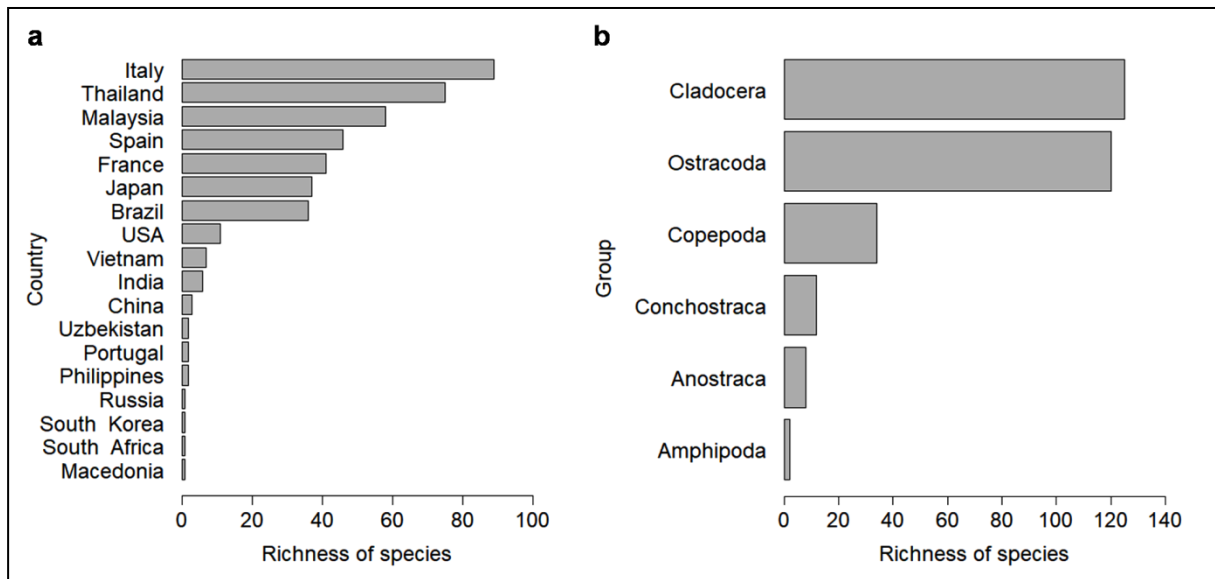 a
Italy
Thailand
Malaysia
Spain
France
Japan
Brazil
USA
Vietnam
India
China
Uzbekistan
Portugal
Philippines
Russia
South Korea
South Africa
Macedonia
Country
0 20 40 60 80 100
Richness of species
b
Cladocera
Ostracoda
Copepoda
Conchostraca
Anostraca
Amphipoda
Group
0 20 40 60 80 100 120 140
Richness of species